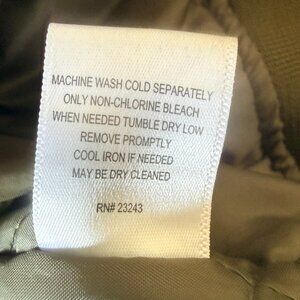 MACHINE WASH COLD SEPARATELY
ONLY NON-CHLORINE BLEACH
WHEN NEEDED TUMBLE DRY LOW
REMOVE PROMPTLY
COOL IRON IF NEEDED
MAY BE DRY CLEANED
RN# 23243